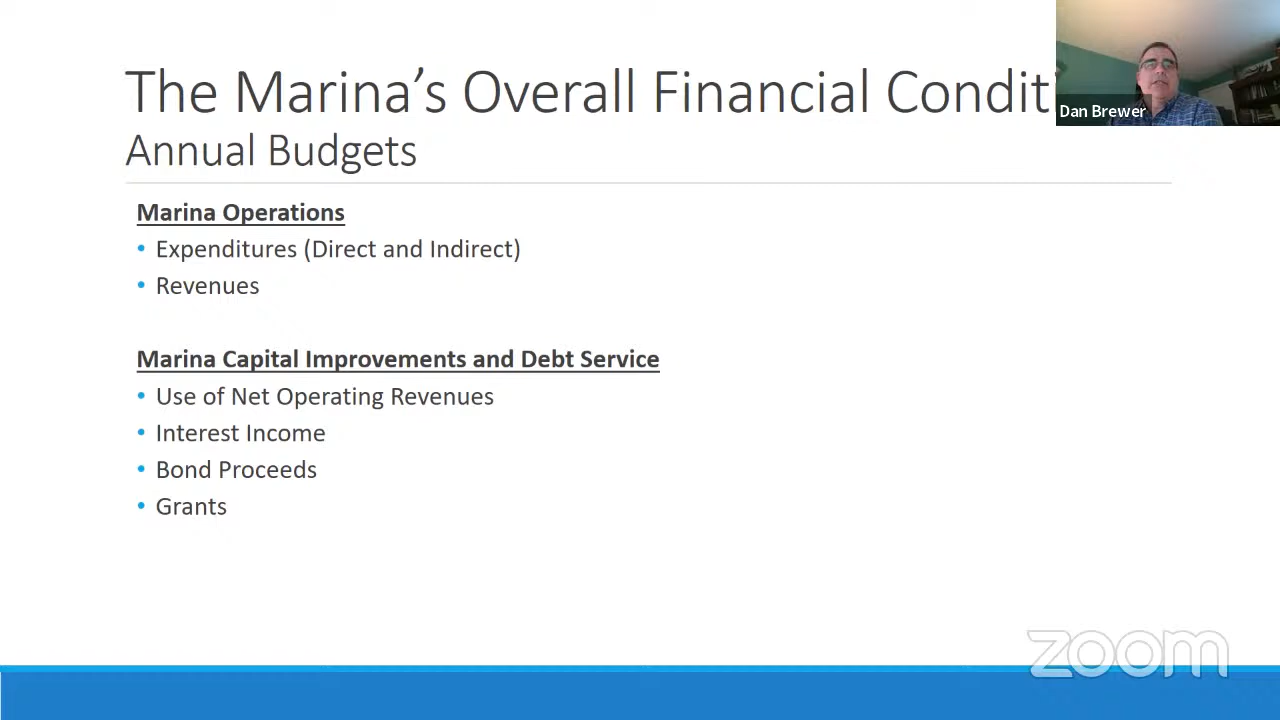 The Marina's Overall Financial Conditi
Dan Brewer
Annual Budgets
Marina Operations
• Expenditures (Direct and Indirect)
• Revenues
Marina Capital Improvements and Debt Service
• Use of Net Operating Revenues
• Interest Income
• Bond Proceeds
• Grants
zoom